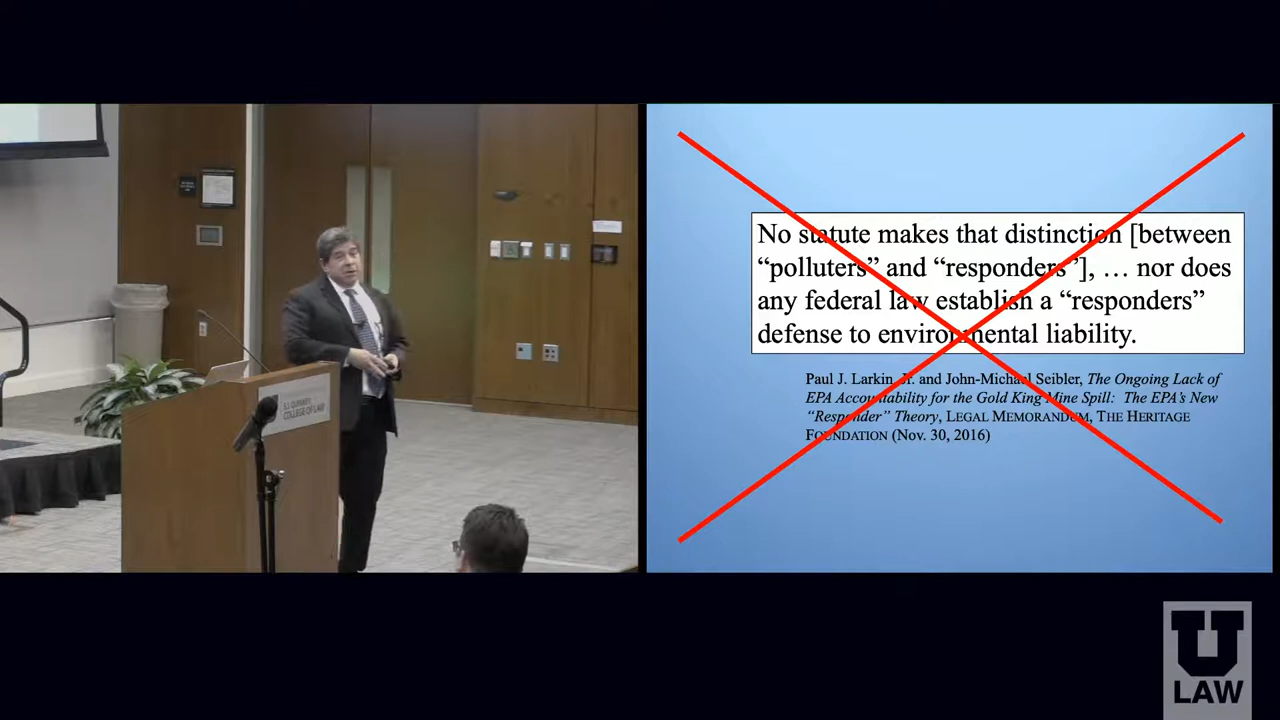 No statute makes that distinction [between
“polluters” and “responders”], … nor does
any federal law establish a “responders”
defense to environmental liability.
Paul J. Larkin, Jr. and John-Michael Seibler, The Ongoing Lack of
EPA Accountability for the Gold King Mine Spill: The EPA’s New
“Responder” Theory, LEGAL MEMORANDUM, THE HERITAGE
FOUNDATION (Nov. 30, 2016)
S.J. QUINNEY
COLLEGE OF LAW
U
LAW